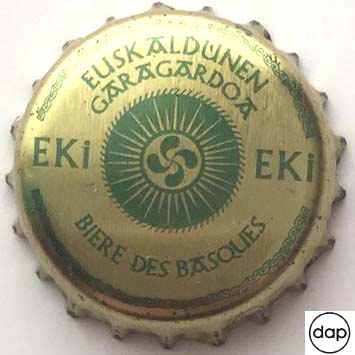 EUSKALDUNEN
GARAGARDOA
EKi EKi
BIERE DES BASQUES
dap